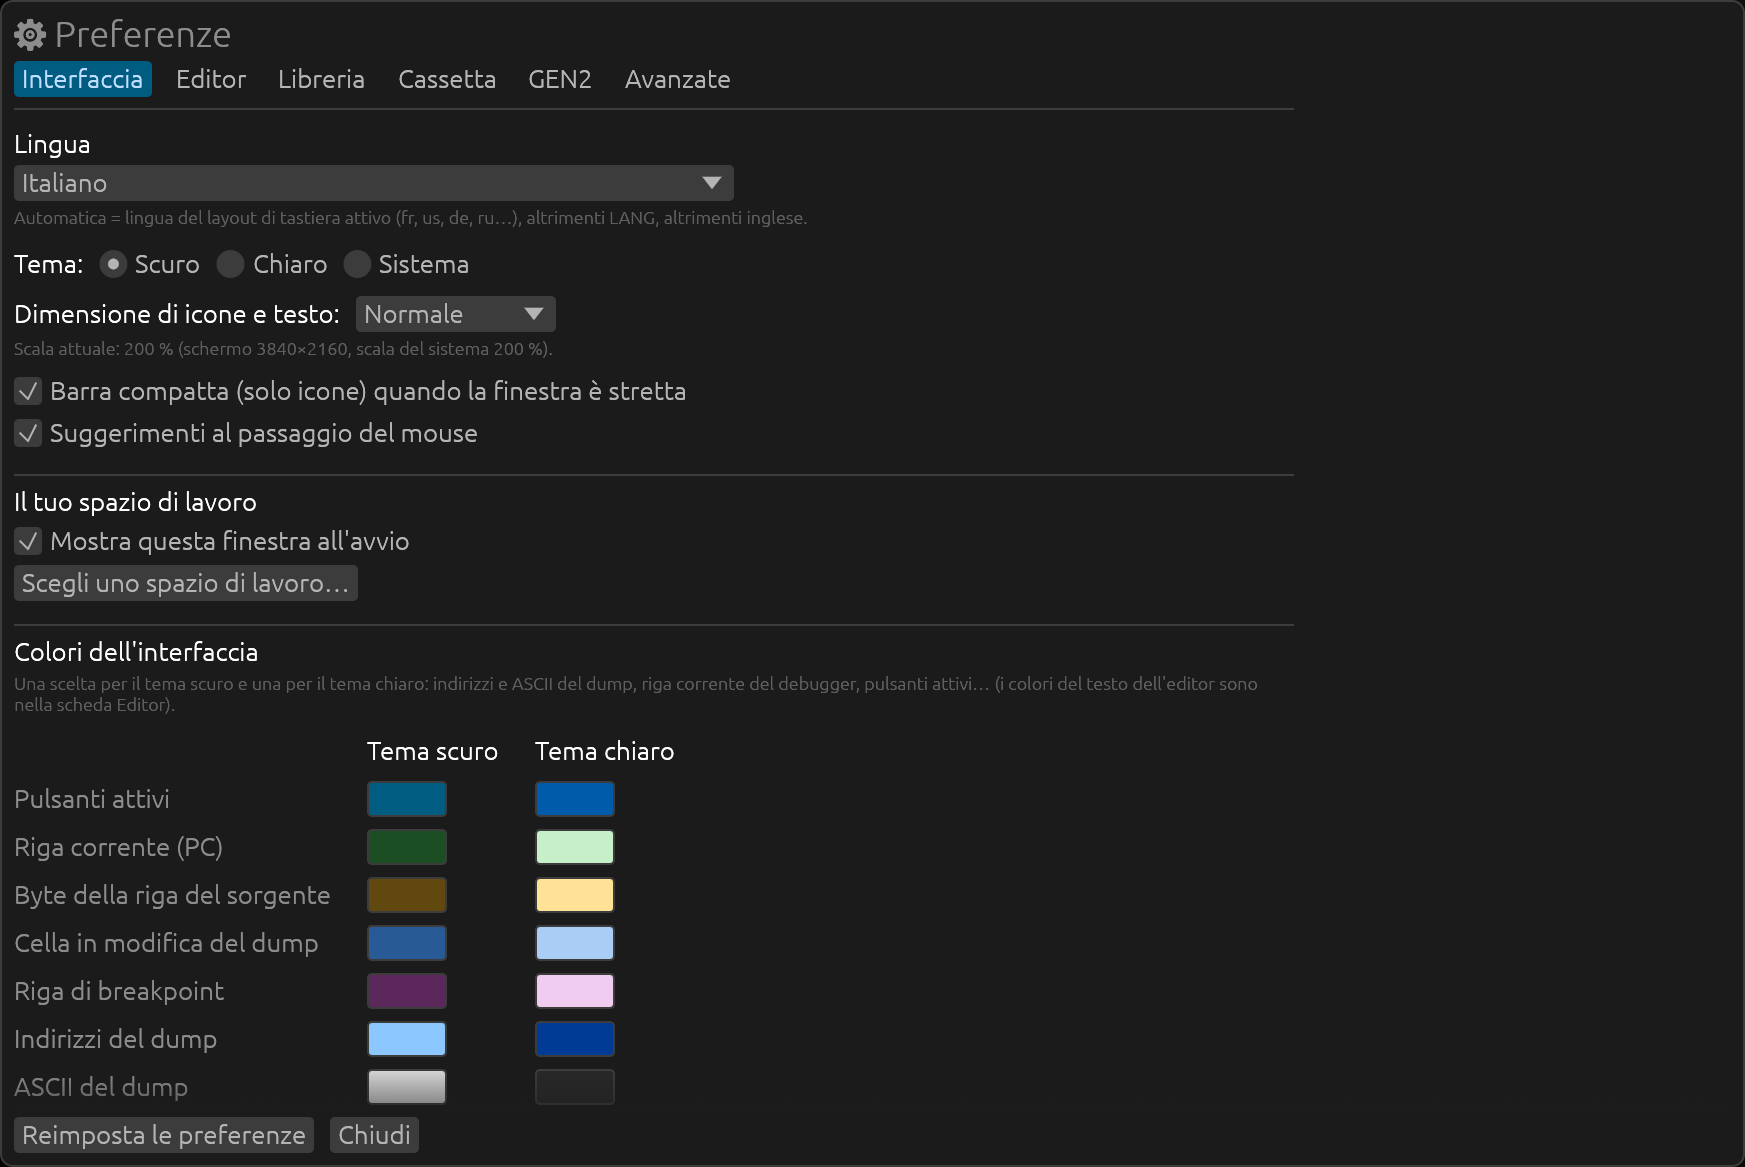 Preferenze
Interfaccia Editor Libreria Cassetta GEN2 Avanzate
Lingua
Italiano
Automatica = lingua del layout di tastiera attivo (fr, us, de, ru…), altrimenti LANG, altrimenti inglese.
Tema: Scuro Chiaro Sistema
Dimensione di icone e testo: Normale
Scala attuale: 200 % (schermo 3840×2160, scala del sistema 200 %).
Barra compatta (solo icone) quando la finestra è stretta
Suggerimenti al passaggio del mouse
Il tuo spazio di lavoro
Mostra questa finestra all'avvio
Scegli uno spazio di lavoro…
Colori dell'interfaccia
Una scelta per il tema scuro e una per il tema chiaro: indirizzi e ASCII del dump, riga corrente del debugger, pulsanti attivi… (i colori del testo dell'editor sono
nella scheda Editor).
Tema scuro Tema chiaro
Pulsanti attivi
Riga corrente (PC)
Byte della riga del sorgente
Cella in modifica del dump
Riga di breakpoint
Indirizzi del dump
ASCII del dump
Reimposta le preferenze Chiudi